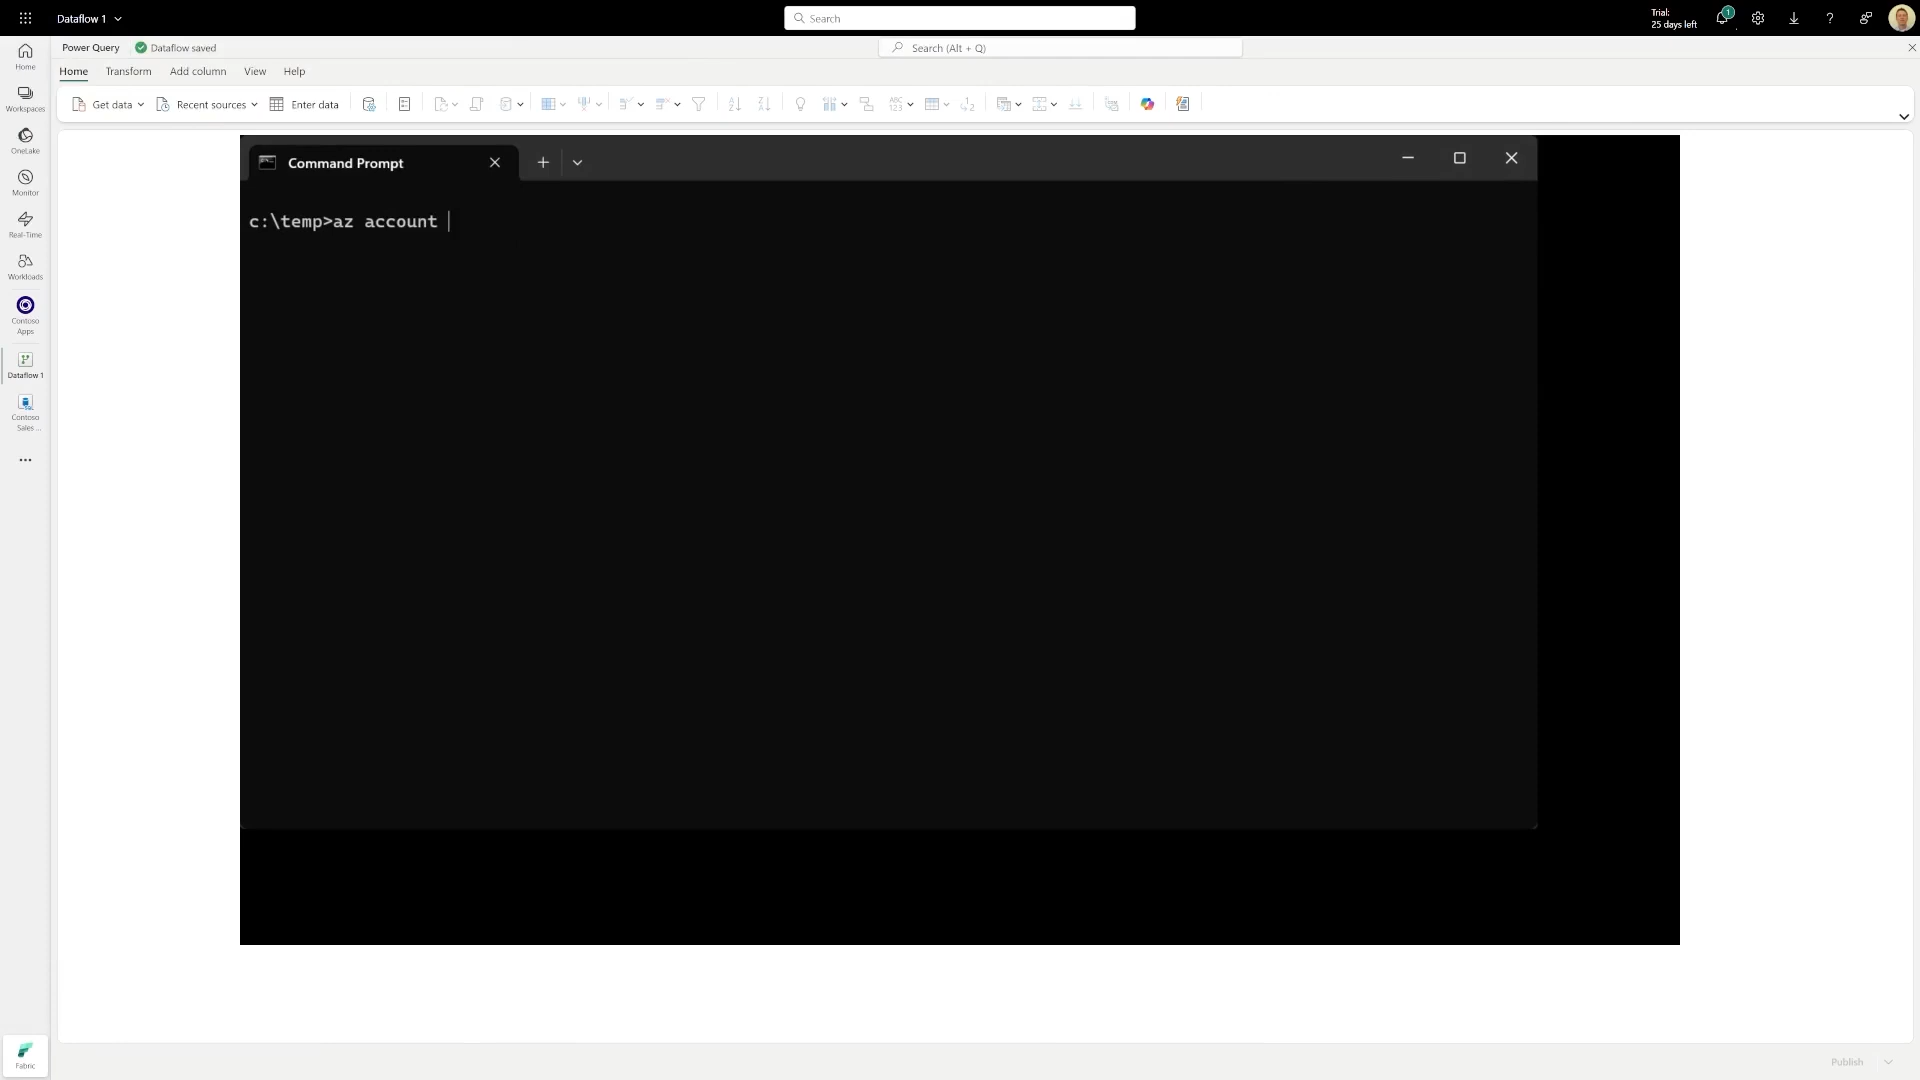 Dataflow 1
Search
Trial:
25 days left
1
Power Query
Dataflow saved
Search (Alt + Q)
Home
Transform
Add column
View
Help
Get data
Recent sources
Enter data
Home
Workspaces
OneLake
Monitor
Real-Time
Workloads
Contoso
Apps
Dataflow 1
Contoso
Sales ...
Fabric
Command Prompt
c:\temp>az account
Publish